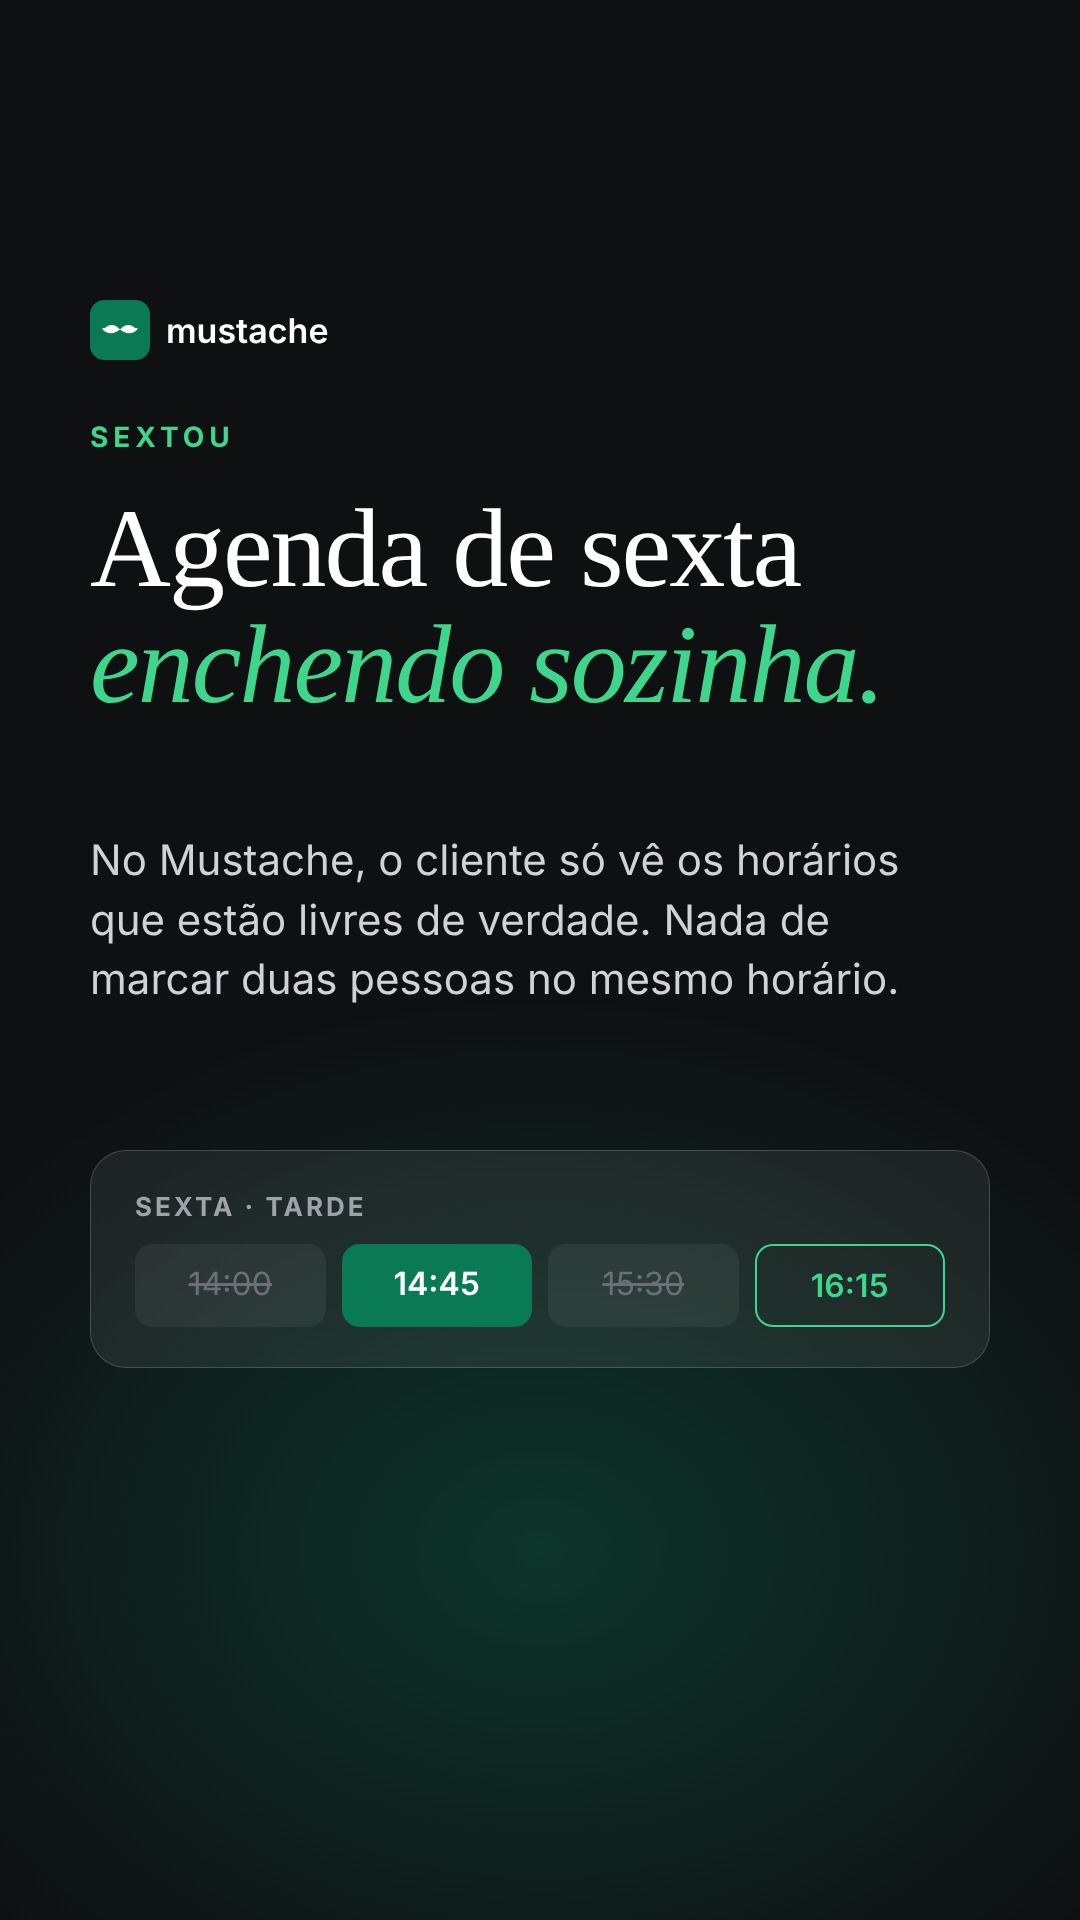 mustache
SEXTOU
Agenda de sexta
enchendo sozinha.
No Mustache, o cliente só vê os horários
que estão livres de verdade. Nada de
marcar duas pessoas no mesmo horário.
SEXTA · TARDE
14:00 14:45 15:30 16:15